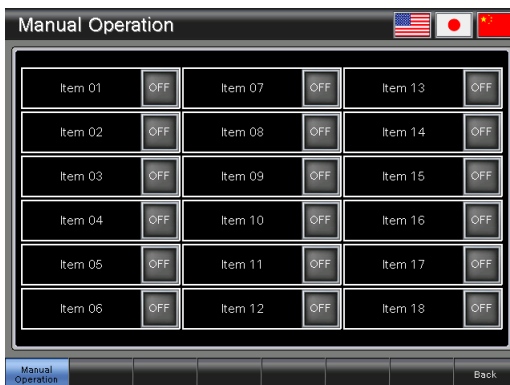 Manual Operation
Item 01 OFF Item 07 OFF Item 13 OFF
Item 02 OFF Item 08 OFF Item 14 OFF
Item 03 OFF Item 09 OFF Item 15 OFF
Item 04 OFF Item 10 OFF Item 16 OFF
Item 05 OFF Item 11 OFF Item 17 OFF
Item 06 OFF Item 12 OFF Item 18 OFF
Manual
Operation
Back